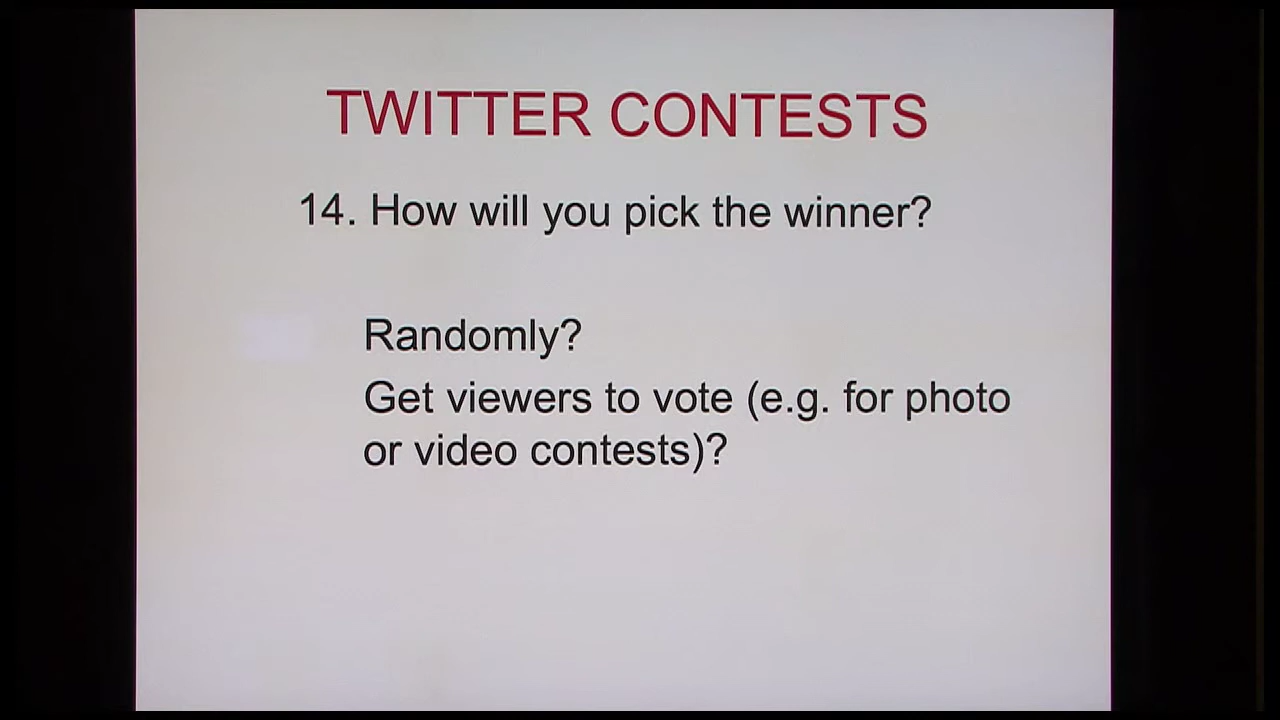 TWITTER CONTESTS
14. How will you pick the winner?
Randomly?
Get viewers to vote (e.g. for photo
or video contests)?